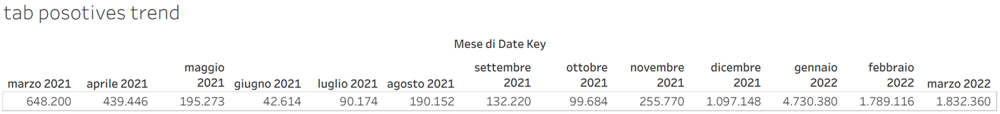 tab posotives trend
Mese di Date Key
marzo 2021 aprile 2021 maggio 2021 giugno 2021 luglio 2021 agosto 2021 settembre 2021 ottobre 2021 novembre 2021 dicembre 2021 gennaio 2022 febbraio 2022 marzo 2022
648.200 439.446 195.273 42.614 90.174 190.152 132.220 99.684 255.770 1.097.148 4.730.380 1.789.116 1.832.360